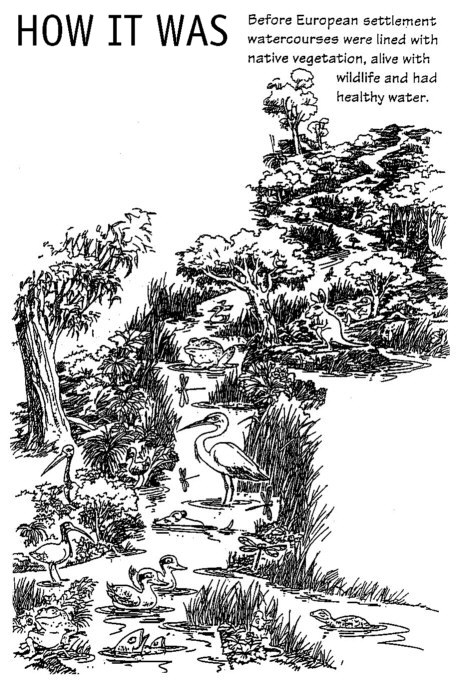 HOW IT WAS
Before European settlement
watercourses were lined with
native vegetation, alive with
wildlife and had
healthy water.